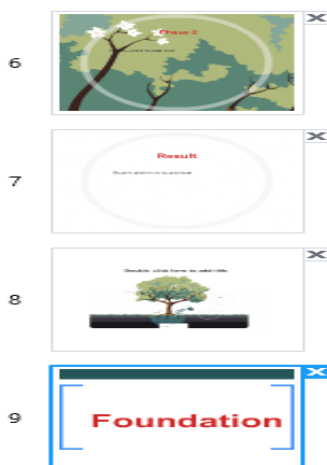 6
Phase 2
7
Result
8
Double click here to add title
9
Foundation